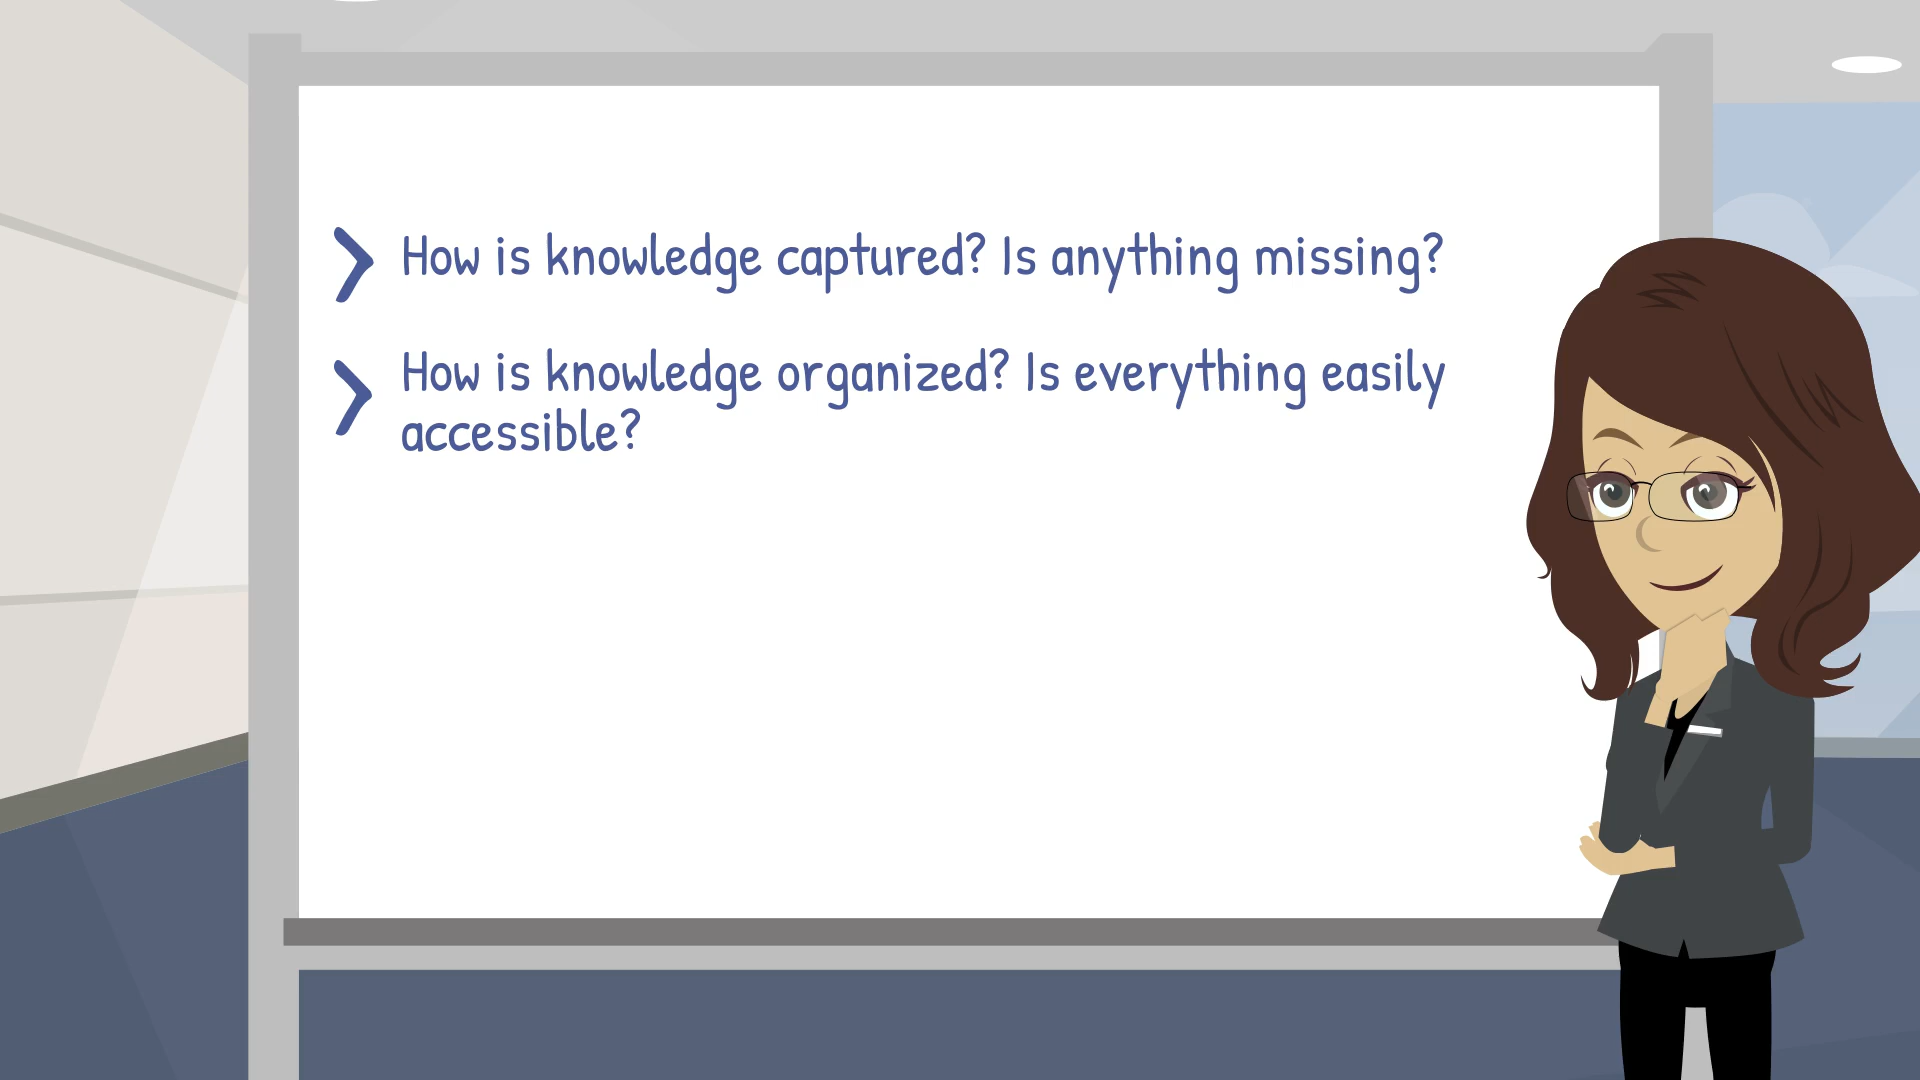 How is knowledge captured? Is anything missing?
How is knowledge organized? Is everything easily
accessible?